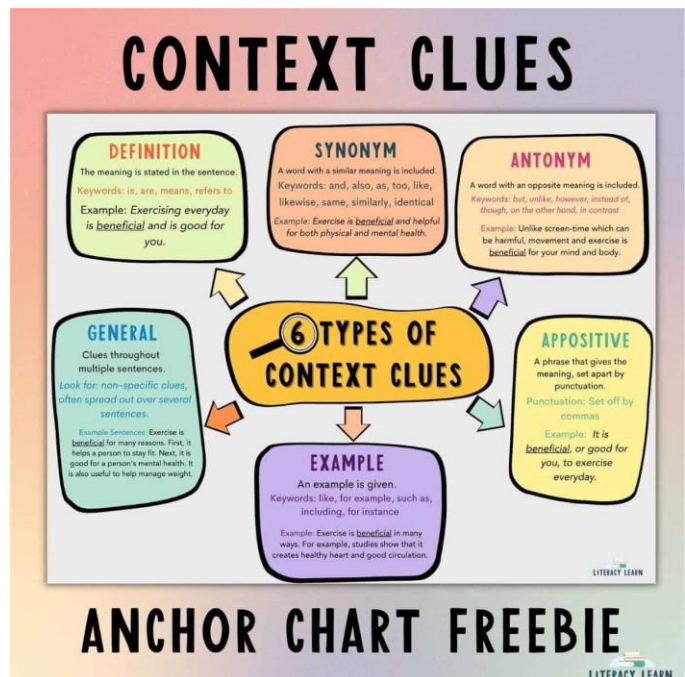 CONTEXT CLUES
DEFINITION
The meaning is stated in the sentence.
Keywords: is, are, means, refers to
Example: Exercising everyday
is beneficial and is good for
you.
SYNONYM
A word with a similar meaning is included.
Keywords: and, also, as, too, like,
likewise, same, similarly, identical
Example: Exercise is beneficial and helpful
for both physical and mental health.
ANTONYM
A word with an opposite meaning is included.
Keywords: but, unlike, however, instead of,
though, on the other hand, in contrast
Example: Unlike screen-time which can
be harmful, movement and exercise is
beneficial for your mind and body.
GENERAL
Clues throughout
multiple sentences.
Look for: non-specific clues,
often spread out over several
sentences.
Example Sentences: Exercise is
beneficial for many reasons. First, it
helps a person to stay fit. Next, it is
good for a person's mental health. It
is also useful to help manage weight.
6 TYPES OF
CONTEXT CLUES
APPOSITIVE
A phrase that gives the
meaning, set apart by
punctuation.
Punctuation: Set off by
commas
Example: It is
beneficial, or good for
you, to exercise
everyday.
EXAMPLE
An example is given.
Keywords: like, for example, such as,
including, for instance
Example: Exercise is beneficial in many
ways. For example, studies show that it
creates healthy heart and good circulation.
LITERACY LEARN
ANCHOR CHART FREEBIE
LITERACY LEARN